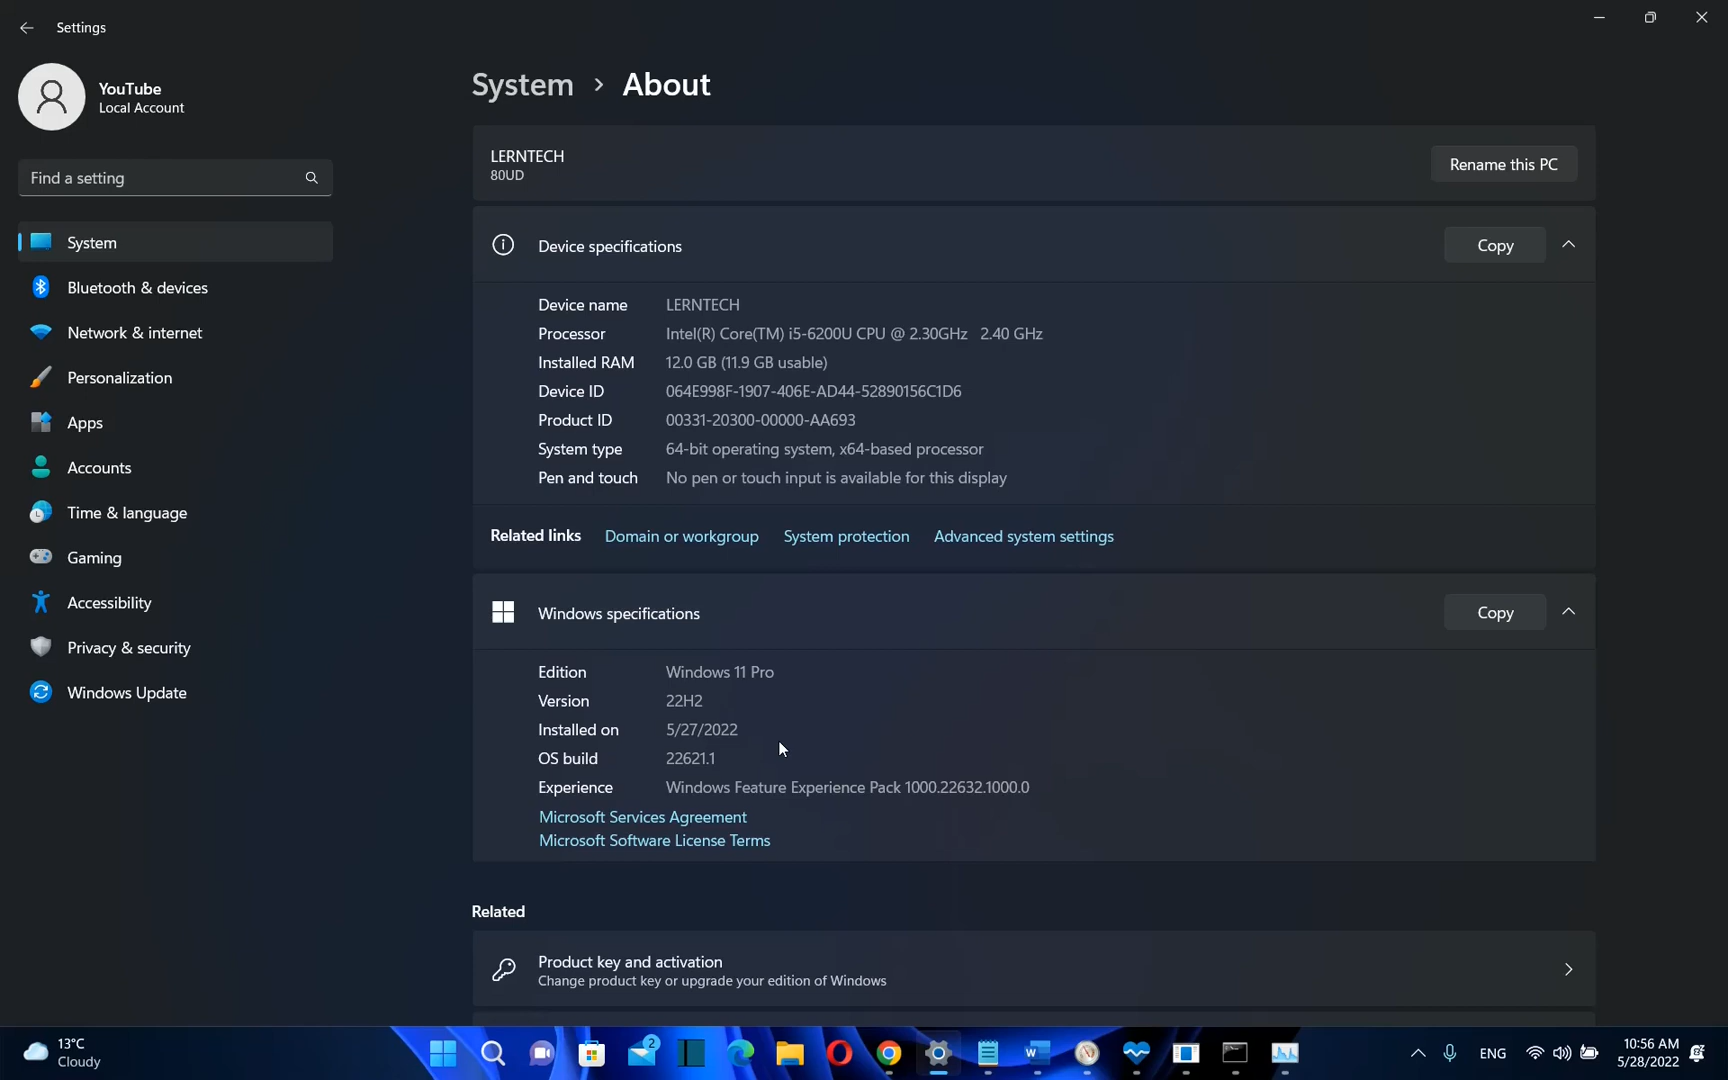 Settings
YouTube
Local Account
Find a setting
System
Bluetooth & devices
Network & internet
Personalization
Apps
Accounts
Time & language
Gaming
Accessibility
Privacy & security
Windows Update
System > About
LERNTECH
80UD
Rename this PC
Device specifications
Copy
Device name LERNTECH
Processor Intel(R) Core(TM) i5-6200U CPU @ 2.30GHz 2.40 GHz
Installed RAM 12.0 GB (11.9 GB usable)
Device ID 064E998F-1907-406E-AD44-52890156C1D6
Product ID 00331-20300-00000-AA693
System type 64-bit operating system, x64-based processor
Pen and touch No pen or touch input is available for this display
Related links Domain or workgroup System protection Advanced system settings
Windows specifications
Copy
Edition Windows 11 Pro
Version 22H2
Installed on 5/27/2022
OS build 22621.1
Experience Windows Feature Experience Pack 1000.22632.1000.0
Microsoft Services Agreement
Microsoft Software License Terms
Related
Product key and activation
Change product key or upgrade your edition of Windows
13°C
Cloudy
2
W
ENG
10:56 AM
5/28/2022